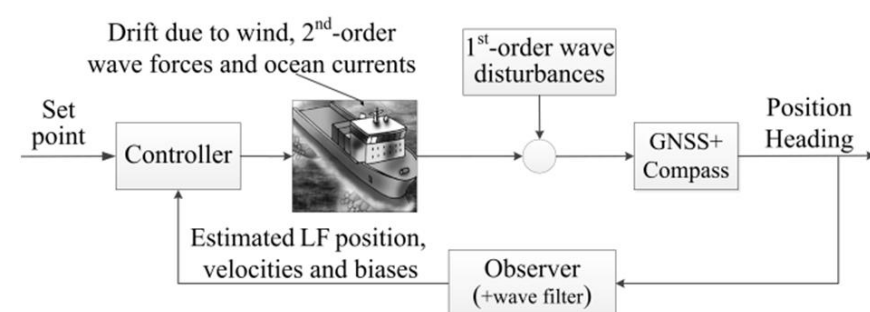 Drift due to wind, 2nd-order
wave forces and ocean currents
1st-order wave
disturbances
Set
point
Controller
GNSS+
Compass
Position
Heading
Estimated LF position,
velocities and biases
Observer
(+wave filter)